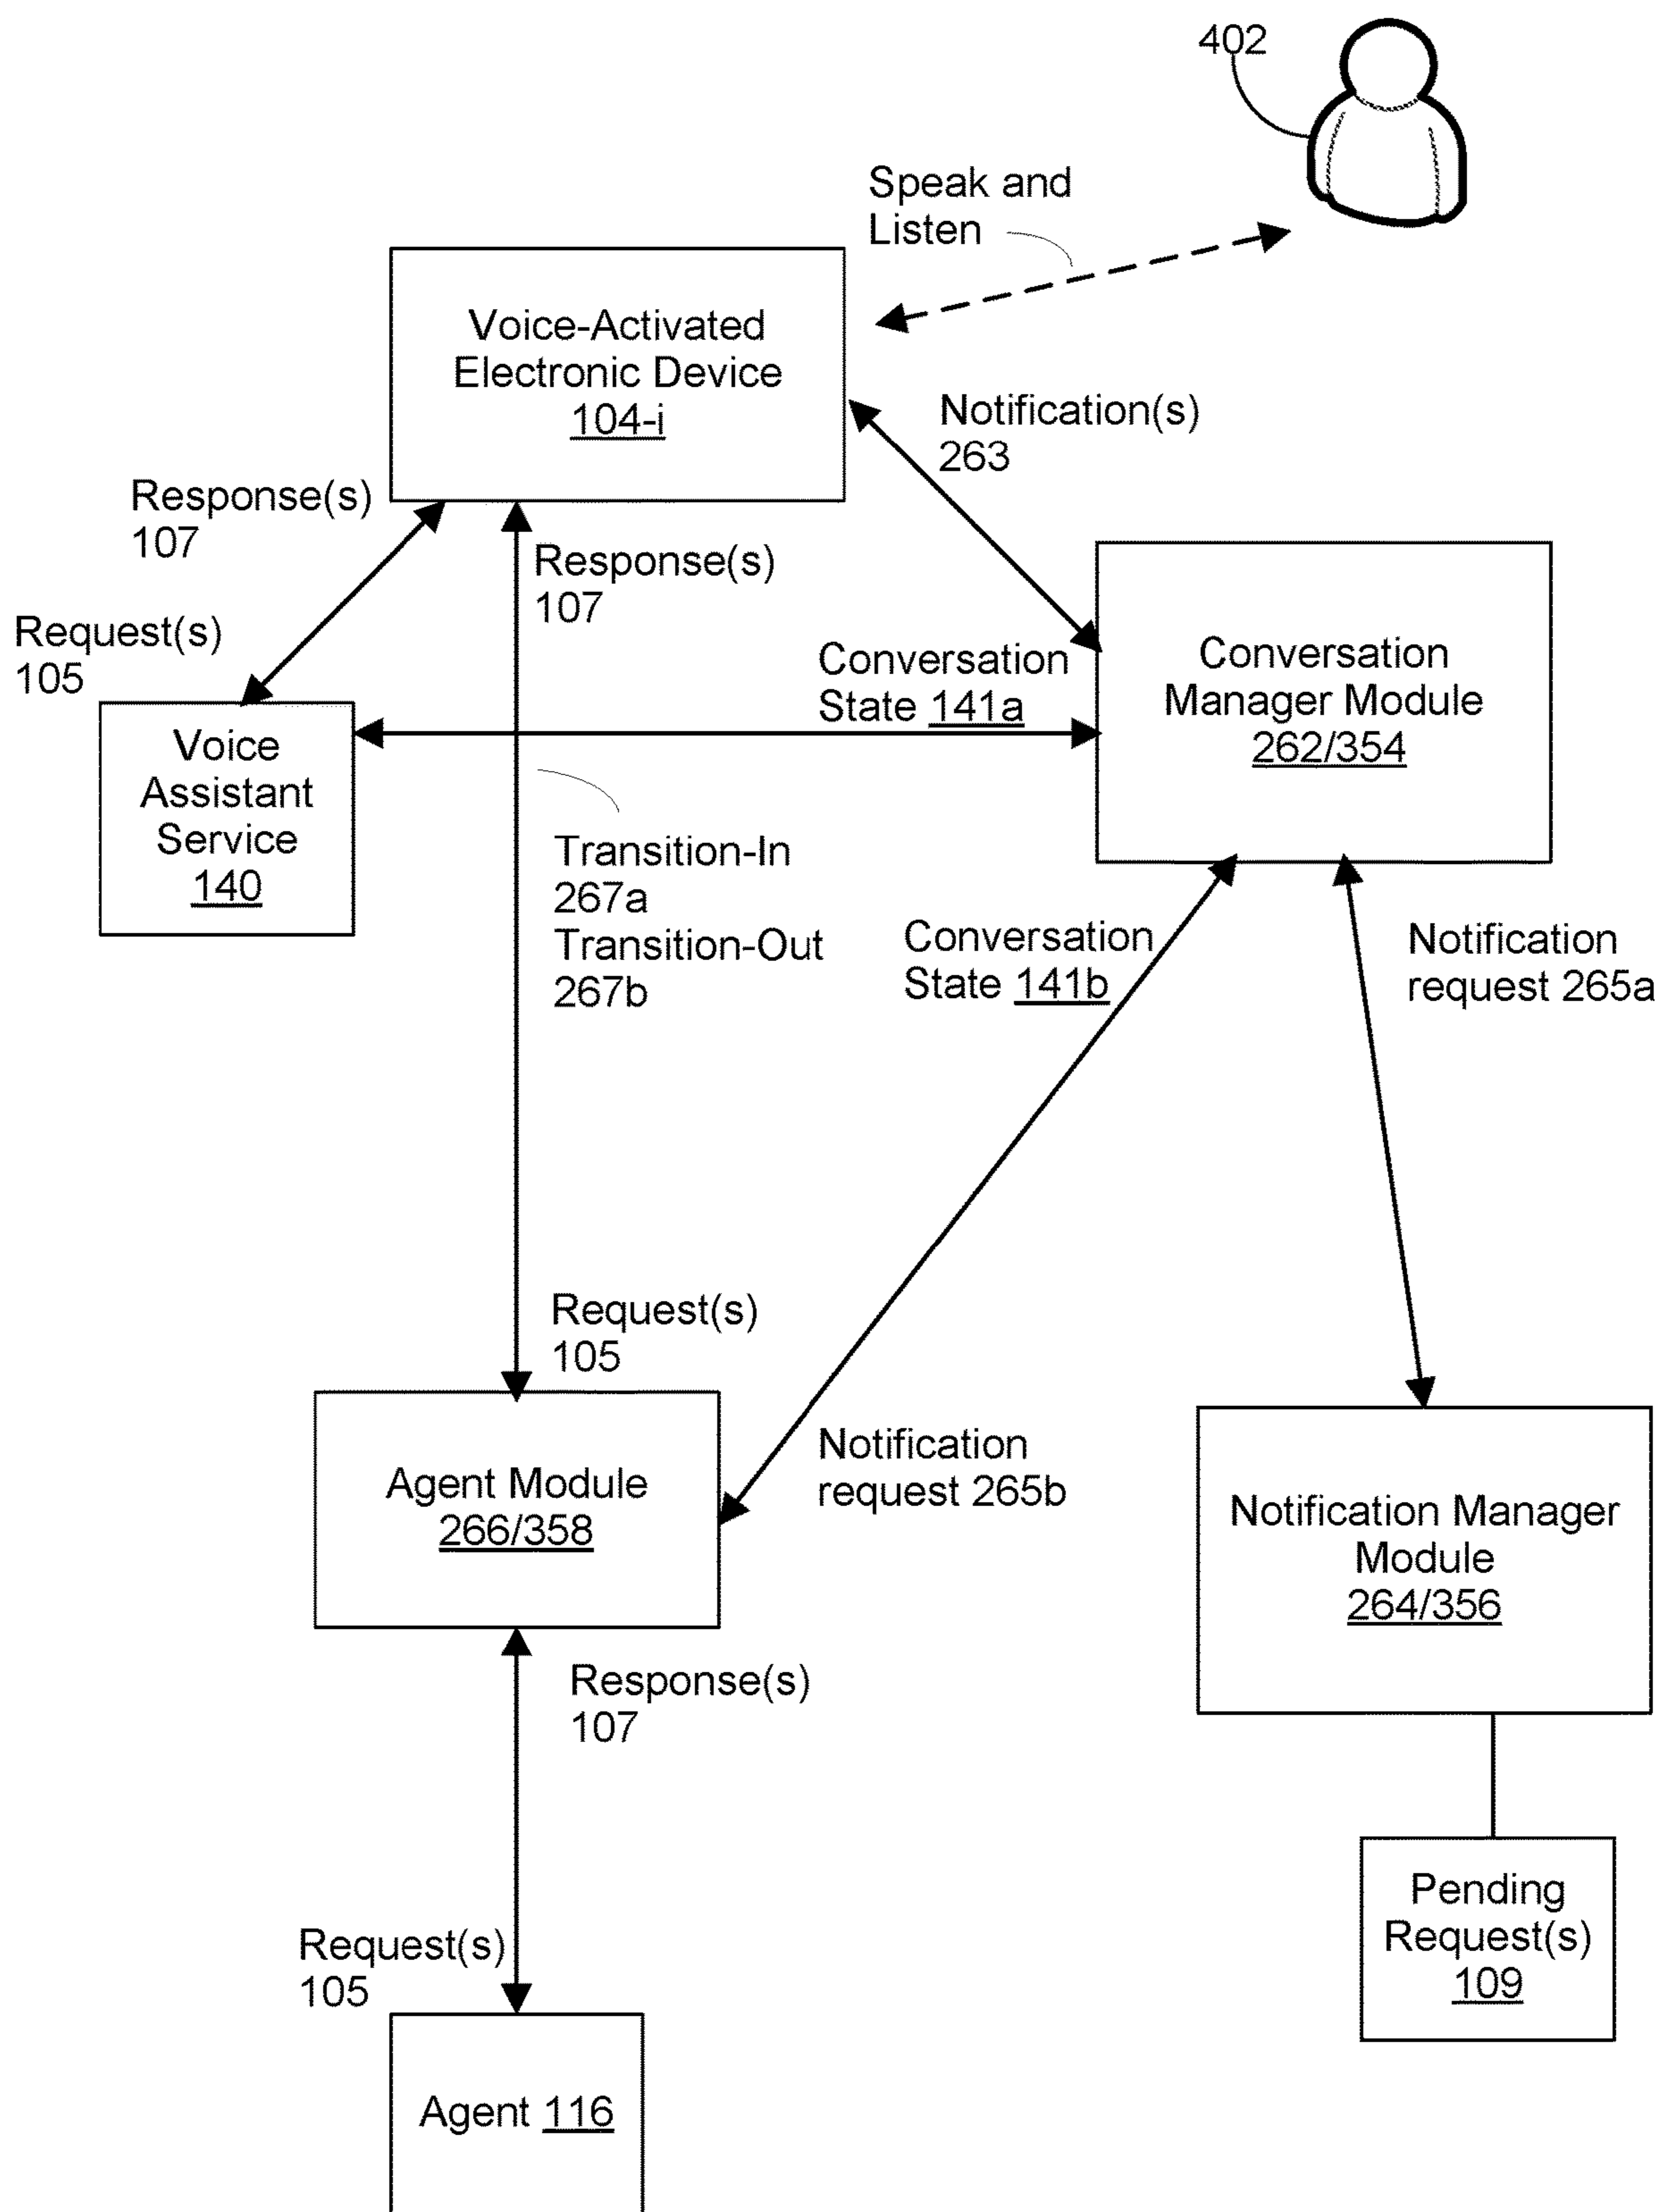 402
Speak and
Listen
Voice-Activated
Electronic Device
104-i
Notification(s)
263
Response(s)
107
Response(s)
107
Request(s)
105
Conversation
State 141a
Conversation
Manager Module
262/354
Voice
Assistant
Service
140
Transition-In
267a
Transition-Out
267b
Conversation
State 141b
Notification
request 265a
Request(s)
105
Notification
request 265b
Agent Module
266/358
Notification Manager
Module
264/356
Response(s)
107
Pending
Request(s)
109
Request(s)
105
Agent 116